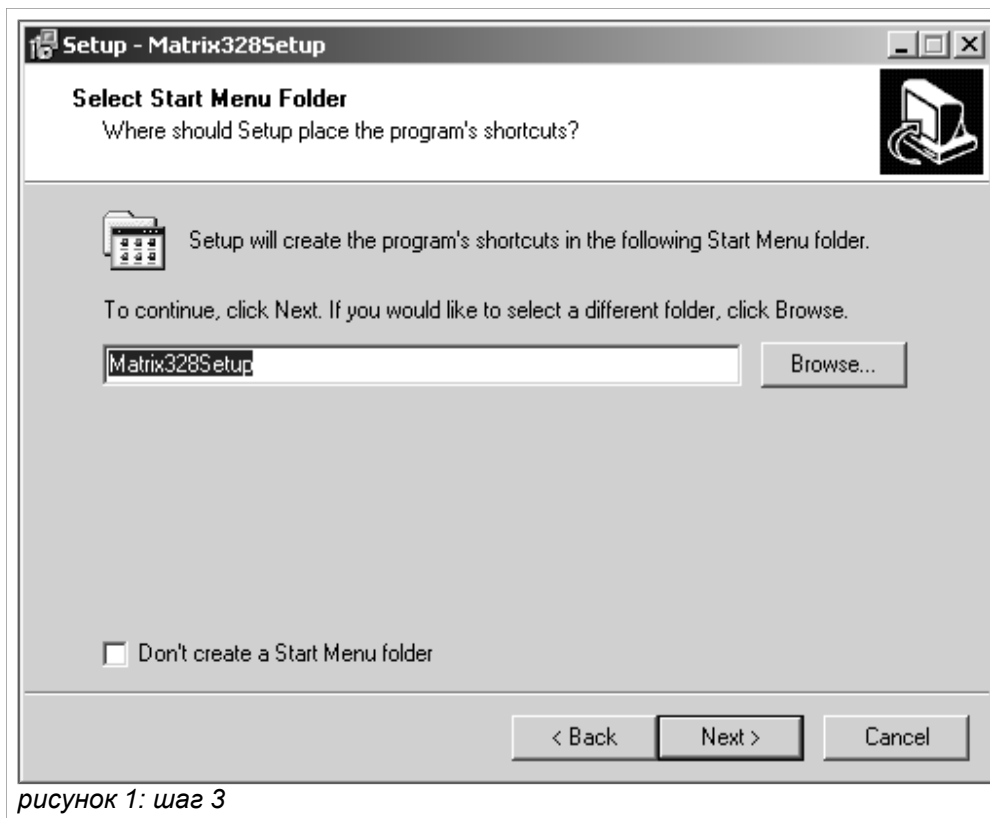 Setup - Matrix328Setup
Select Start Menu Folder
Where should Setup place the program's shortcuts?
Setup will create the program's shortcuts in the following Start Menu folder.
To continue, click Next. If you would like to select a different folder, click Browse.
Matrix328Setup
Browse...
Don't create a Start Menu folder
< Back
Next >
Cancel
рисунок 1: шаг 3